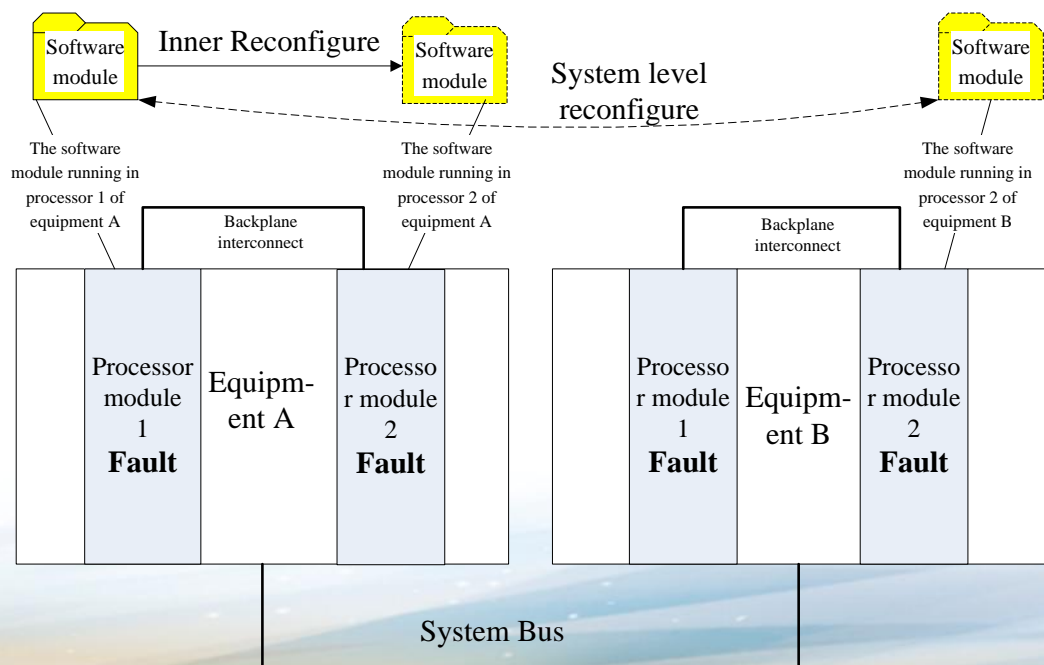 Software
module
Inner Reconfigure
Software
module
System level
reconfigure
Software
module
The software
module running in
processor 1 of
equipment A
The software
module running in
processor 2 of
equipment A
The software
module running in
processor 2 of
equipment B
Backplane
interconnect
Backplane
interconnect
Processor
module
1
Fault
Equipm-
ent A
Processo
r module
2
Fault
Processo
r module
1
Fault
Equipm-
ent B
Processo
r module
2
Fault
System Bus